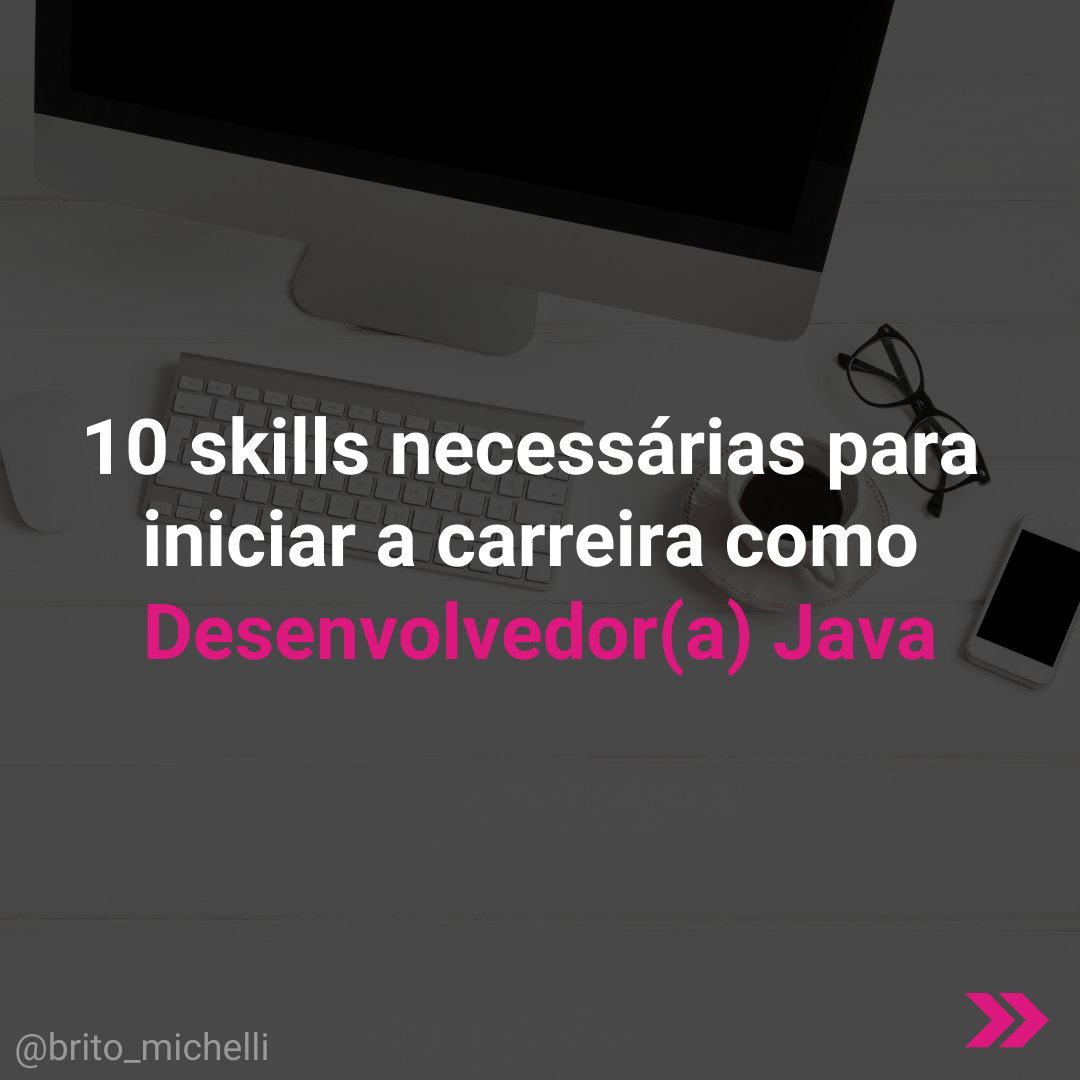 10 skills necessárias para
iniciar a carreira como
Desenvolvedor(a) Java
@brito_michelli